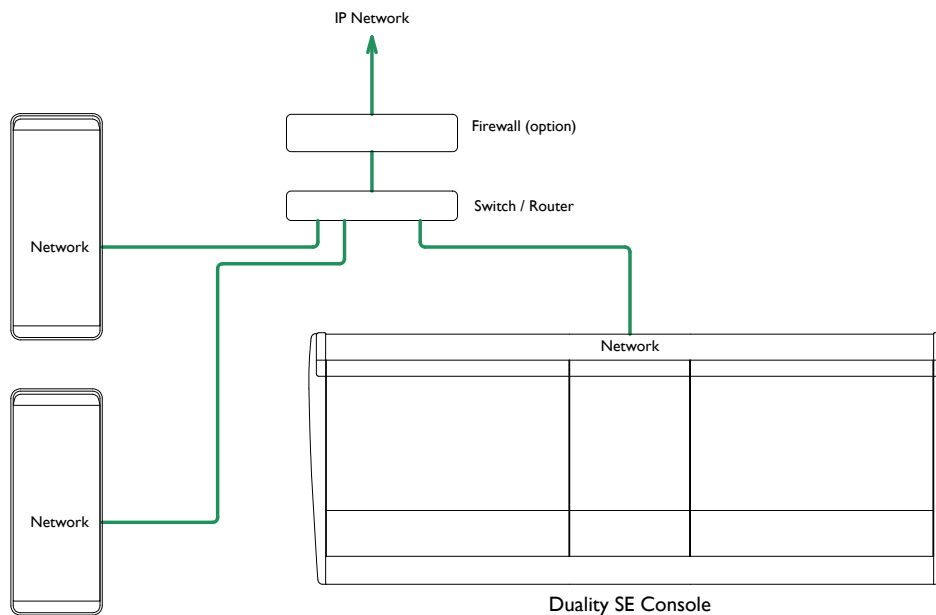 IP Network
Firewall (option)
Switch / Router
Network
Network
Network
Duality SE Console